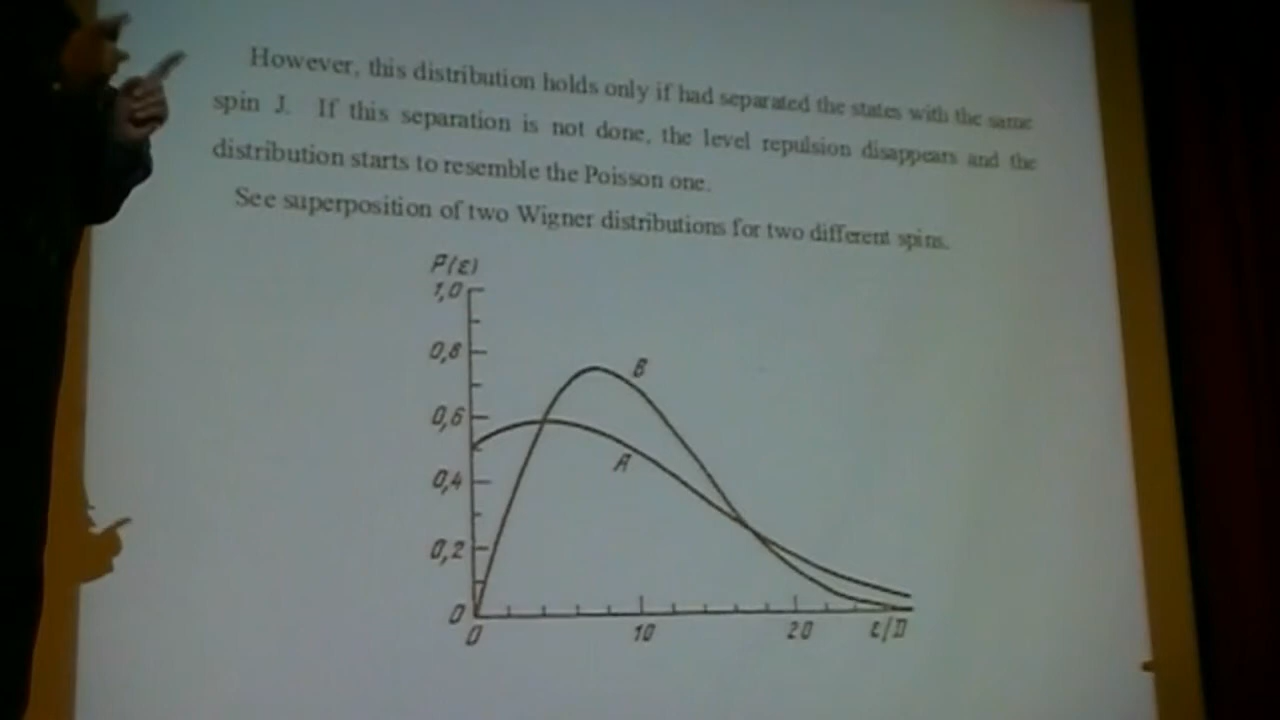 However, this distribution holds only if had separated the states with the same
spin J. If this separation is not done, the level repulsion disappears and the
distribution starts to resemble the Poisson one.
See superposition of two Wigner distributions for two different spins.
P(ε)
1,0
0,8
B
0,6
A
0,4
0,2
0
0 10 20 ε/D